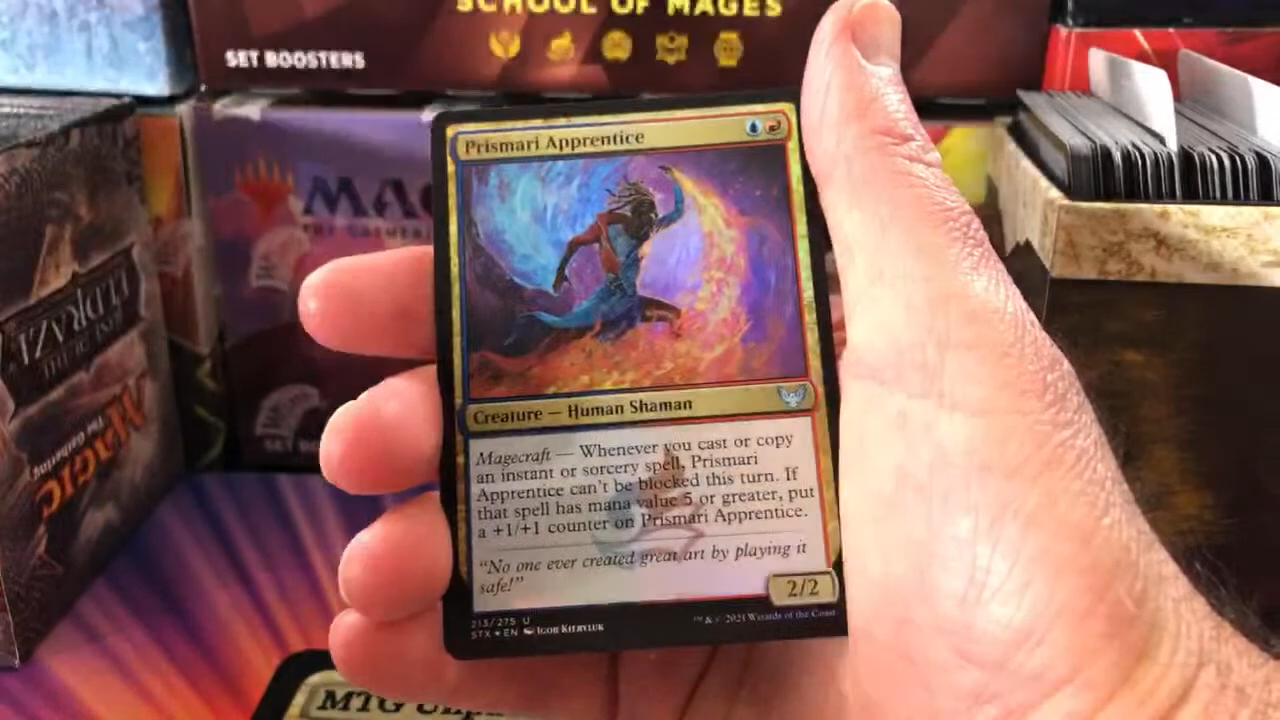 SCHOOL OF MAGES
SET BOOSTERS
Prismari Apprentice
Creature — Human Shaman
Magecraft — Whenever you cast or copy
an instant or sorcery spell, Prismari
Apprentice can't be blocked this turn. If
that spell has mana value 5 or greater, put
a +1/+1 counter on Prismari Apprentice.
“No one ever created great art by playing it
safe!”
2/2
213/275 U
STX EN IGOR KIERYLUK
™ & © 2021 Wizards of the Coast
ELDRAZI
MAGIC
The Gathering
MTG